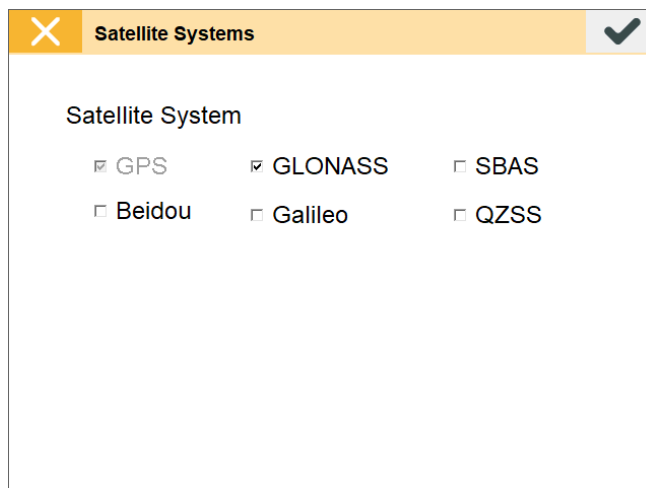 Satellite Systems
Satellite System
GPS GLONASS SBAS
Beidou Galileo QZSS